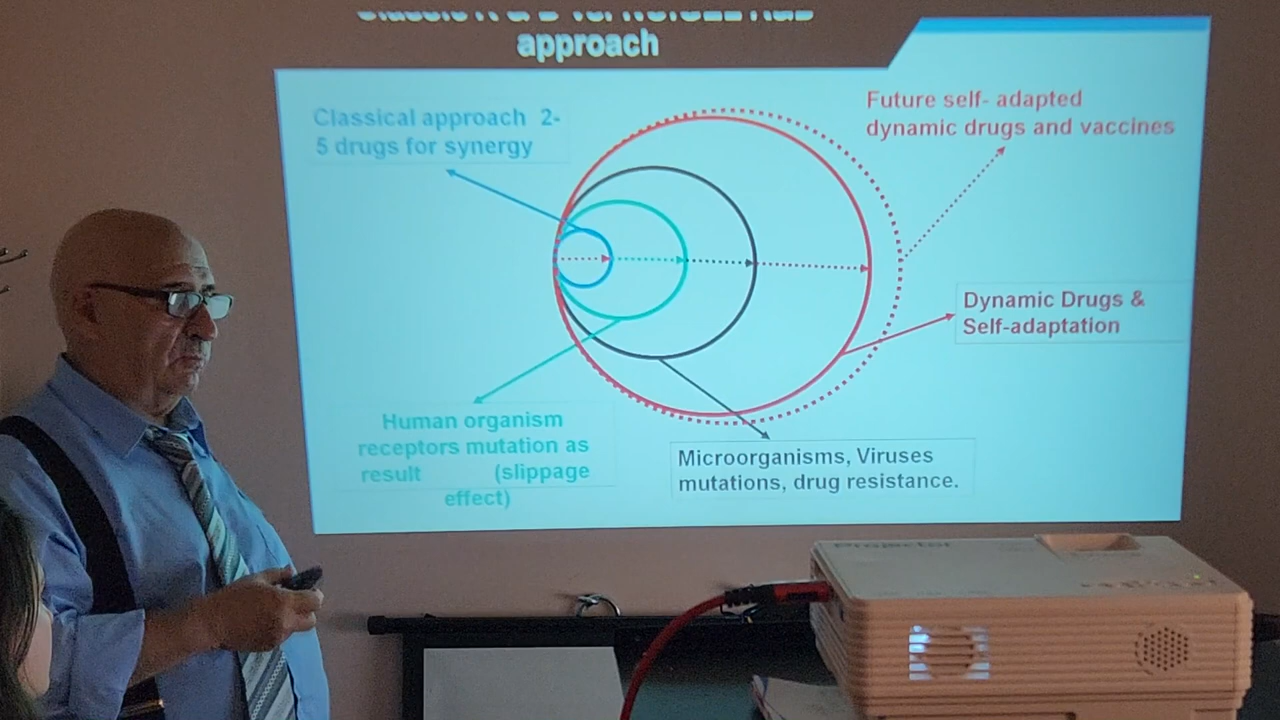 approach
Classical approach 2-
5 drugs for synergy
Future self- adapted
dynamic drugs and vaccines
Dynamic Drugs &
Self-adaptation
Human organism
receptors mutation as
result (slippage
effect)
Microorganisms, Viruses
mutations, drug resistance.
Projector